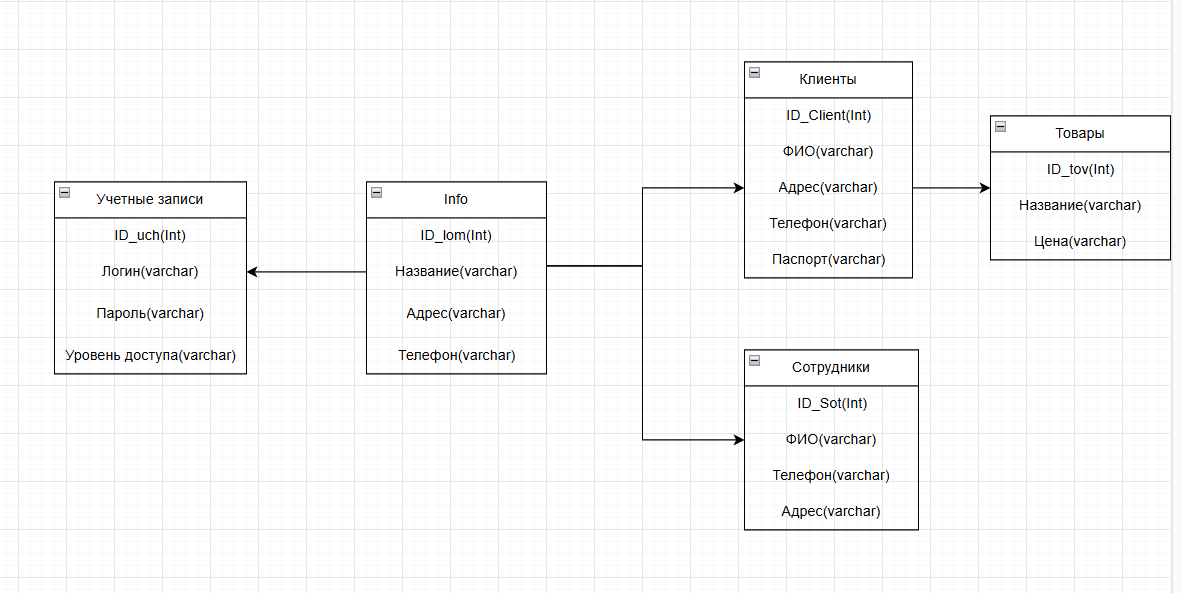 Учетные записи
ID_uch(Int)
Логин(varchar)
Пароль(varchar)
Уровень доступа(varchar)
Info
ID_lom(Int)
Название(varchar)
Адрес(varchar)
Телефон(varchar)
Клиенты
ID_Client(Int)
ФИО(varchar)
Адрес(varchar)
Телефон(varchar)
Паспорт(varchar)
Товары
ID_tov(Int)
Название(varchar)
Цена(varchar)
Сотрудники
ID_Sot(Int)
ФИО(varchar)
Телефон(varchar)
Адрес(varchar)